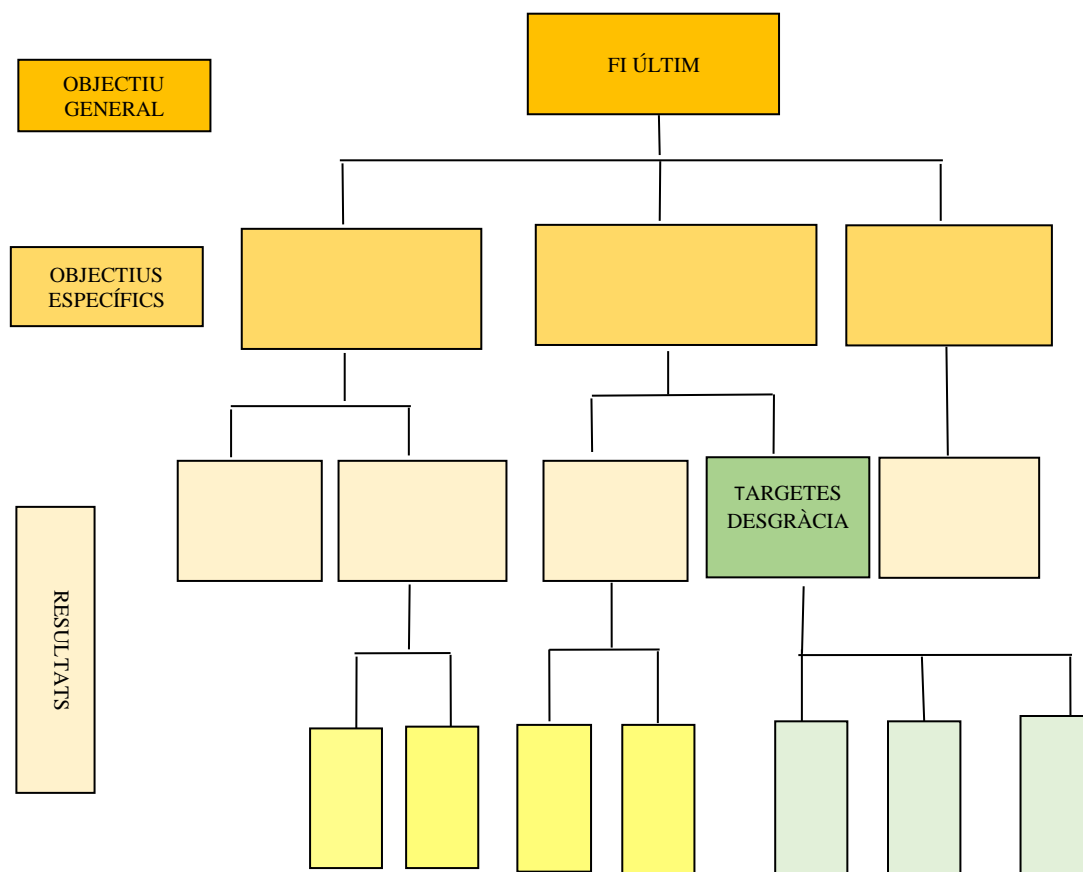 FI ÚLTIM
OBJECTIU
GENERAL
OBJECTIUS
ESPECÍFICS
TARGETES
DESGRÀCIA
RESULTATS